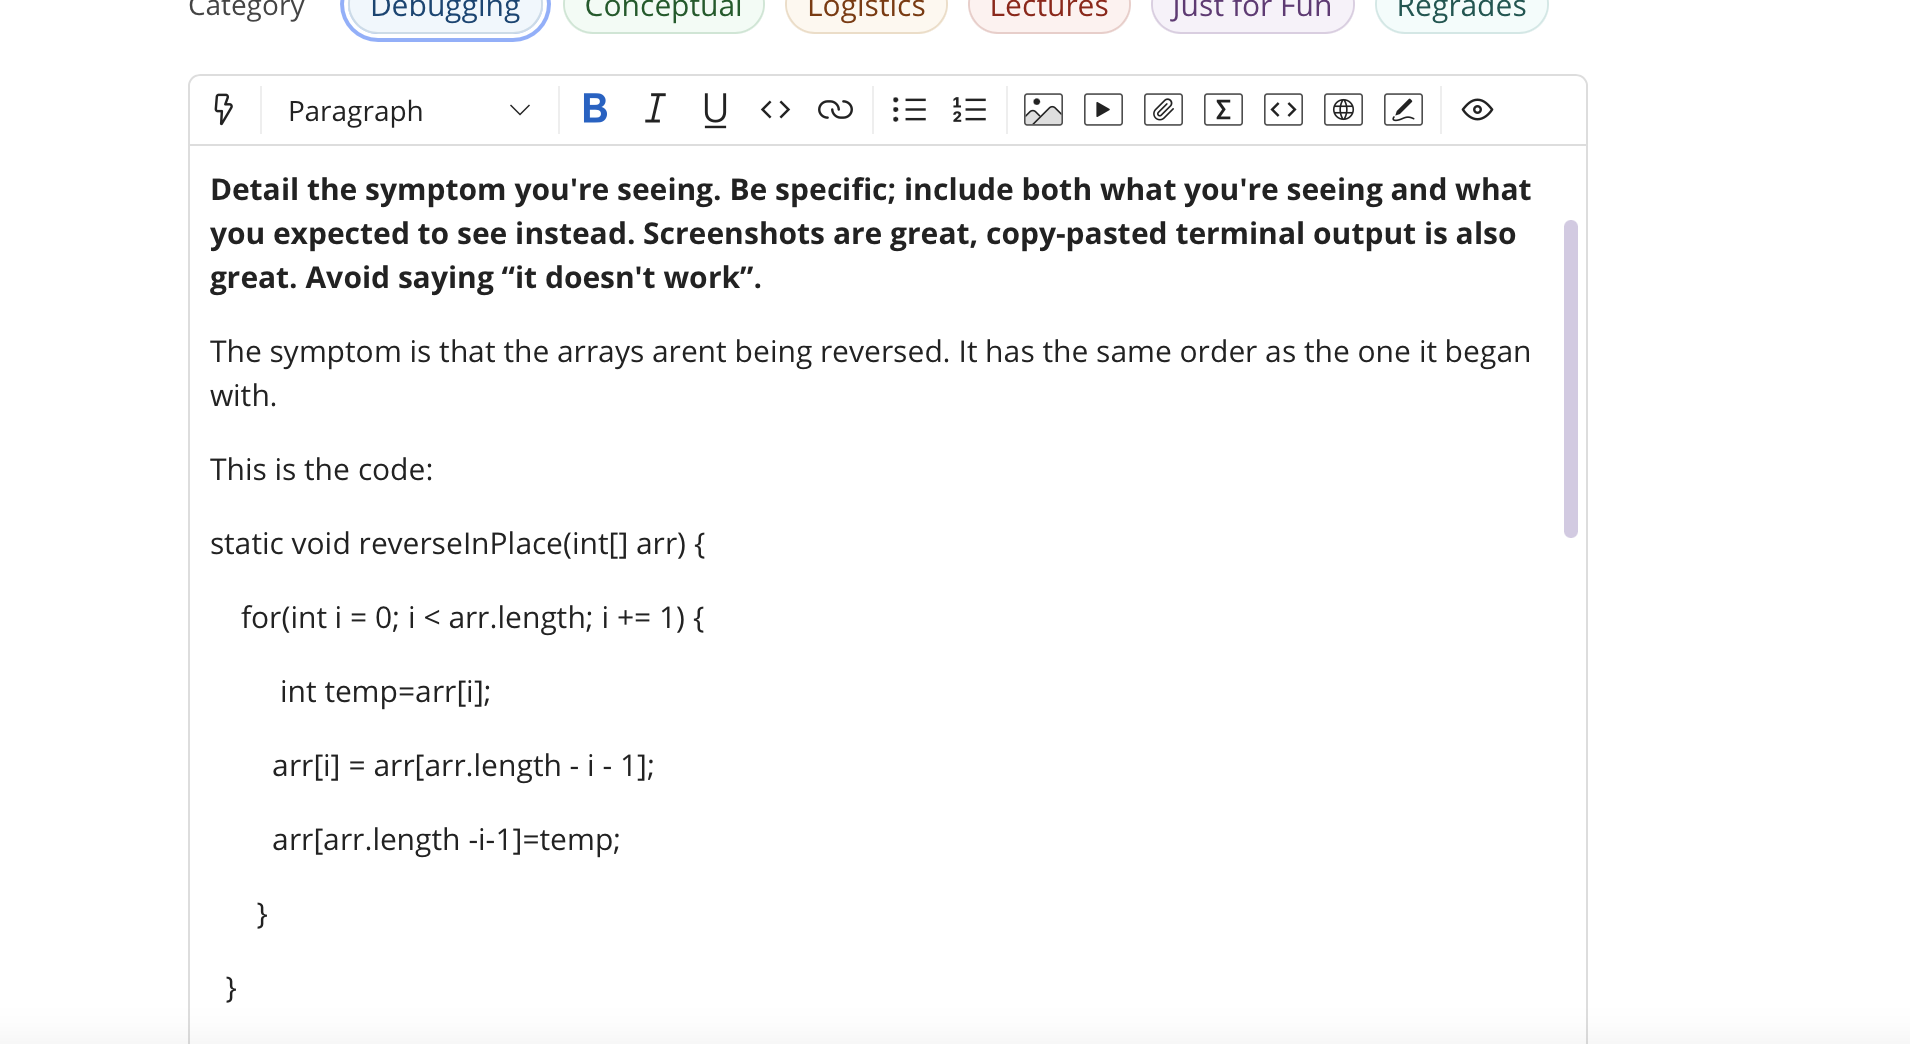 Category Debugging Conceptual Logistics Lectures Just for Fun Regrades
Paragraph B I U
Detail the symptom you're seeing. Be specific; include both what you're seeing and what
you expected to see instead. Screenshots are great, copy-pasted terminal output is also
great. Avoid saying “it doesn't work”.
The symptom is that the arrays arent being reversed. It has the same order as the one it began
with.
This is the code:
static void reverseInPlace(int[] arr) {
for(int i = 0; i < arr.length; i += 1) {
int temp=arr[i];
arr[i] = arr[arr.length - i - 1];
arr[arr.length -i-1]=temp;
}
}